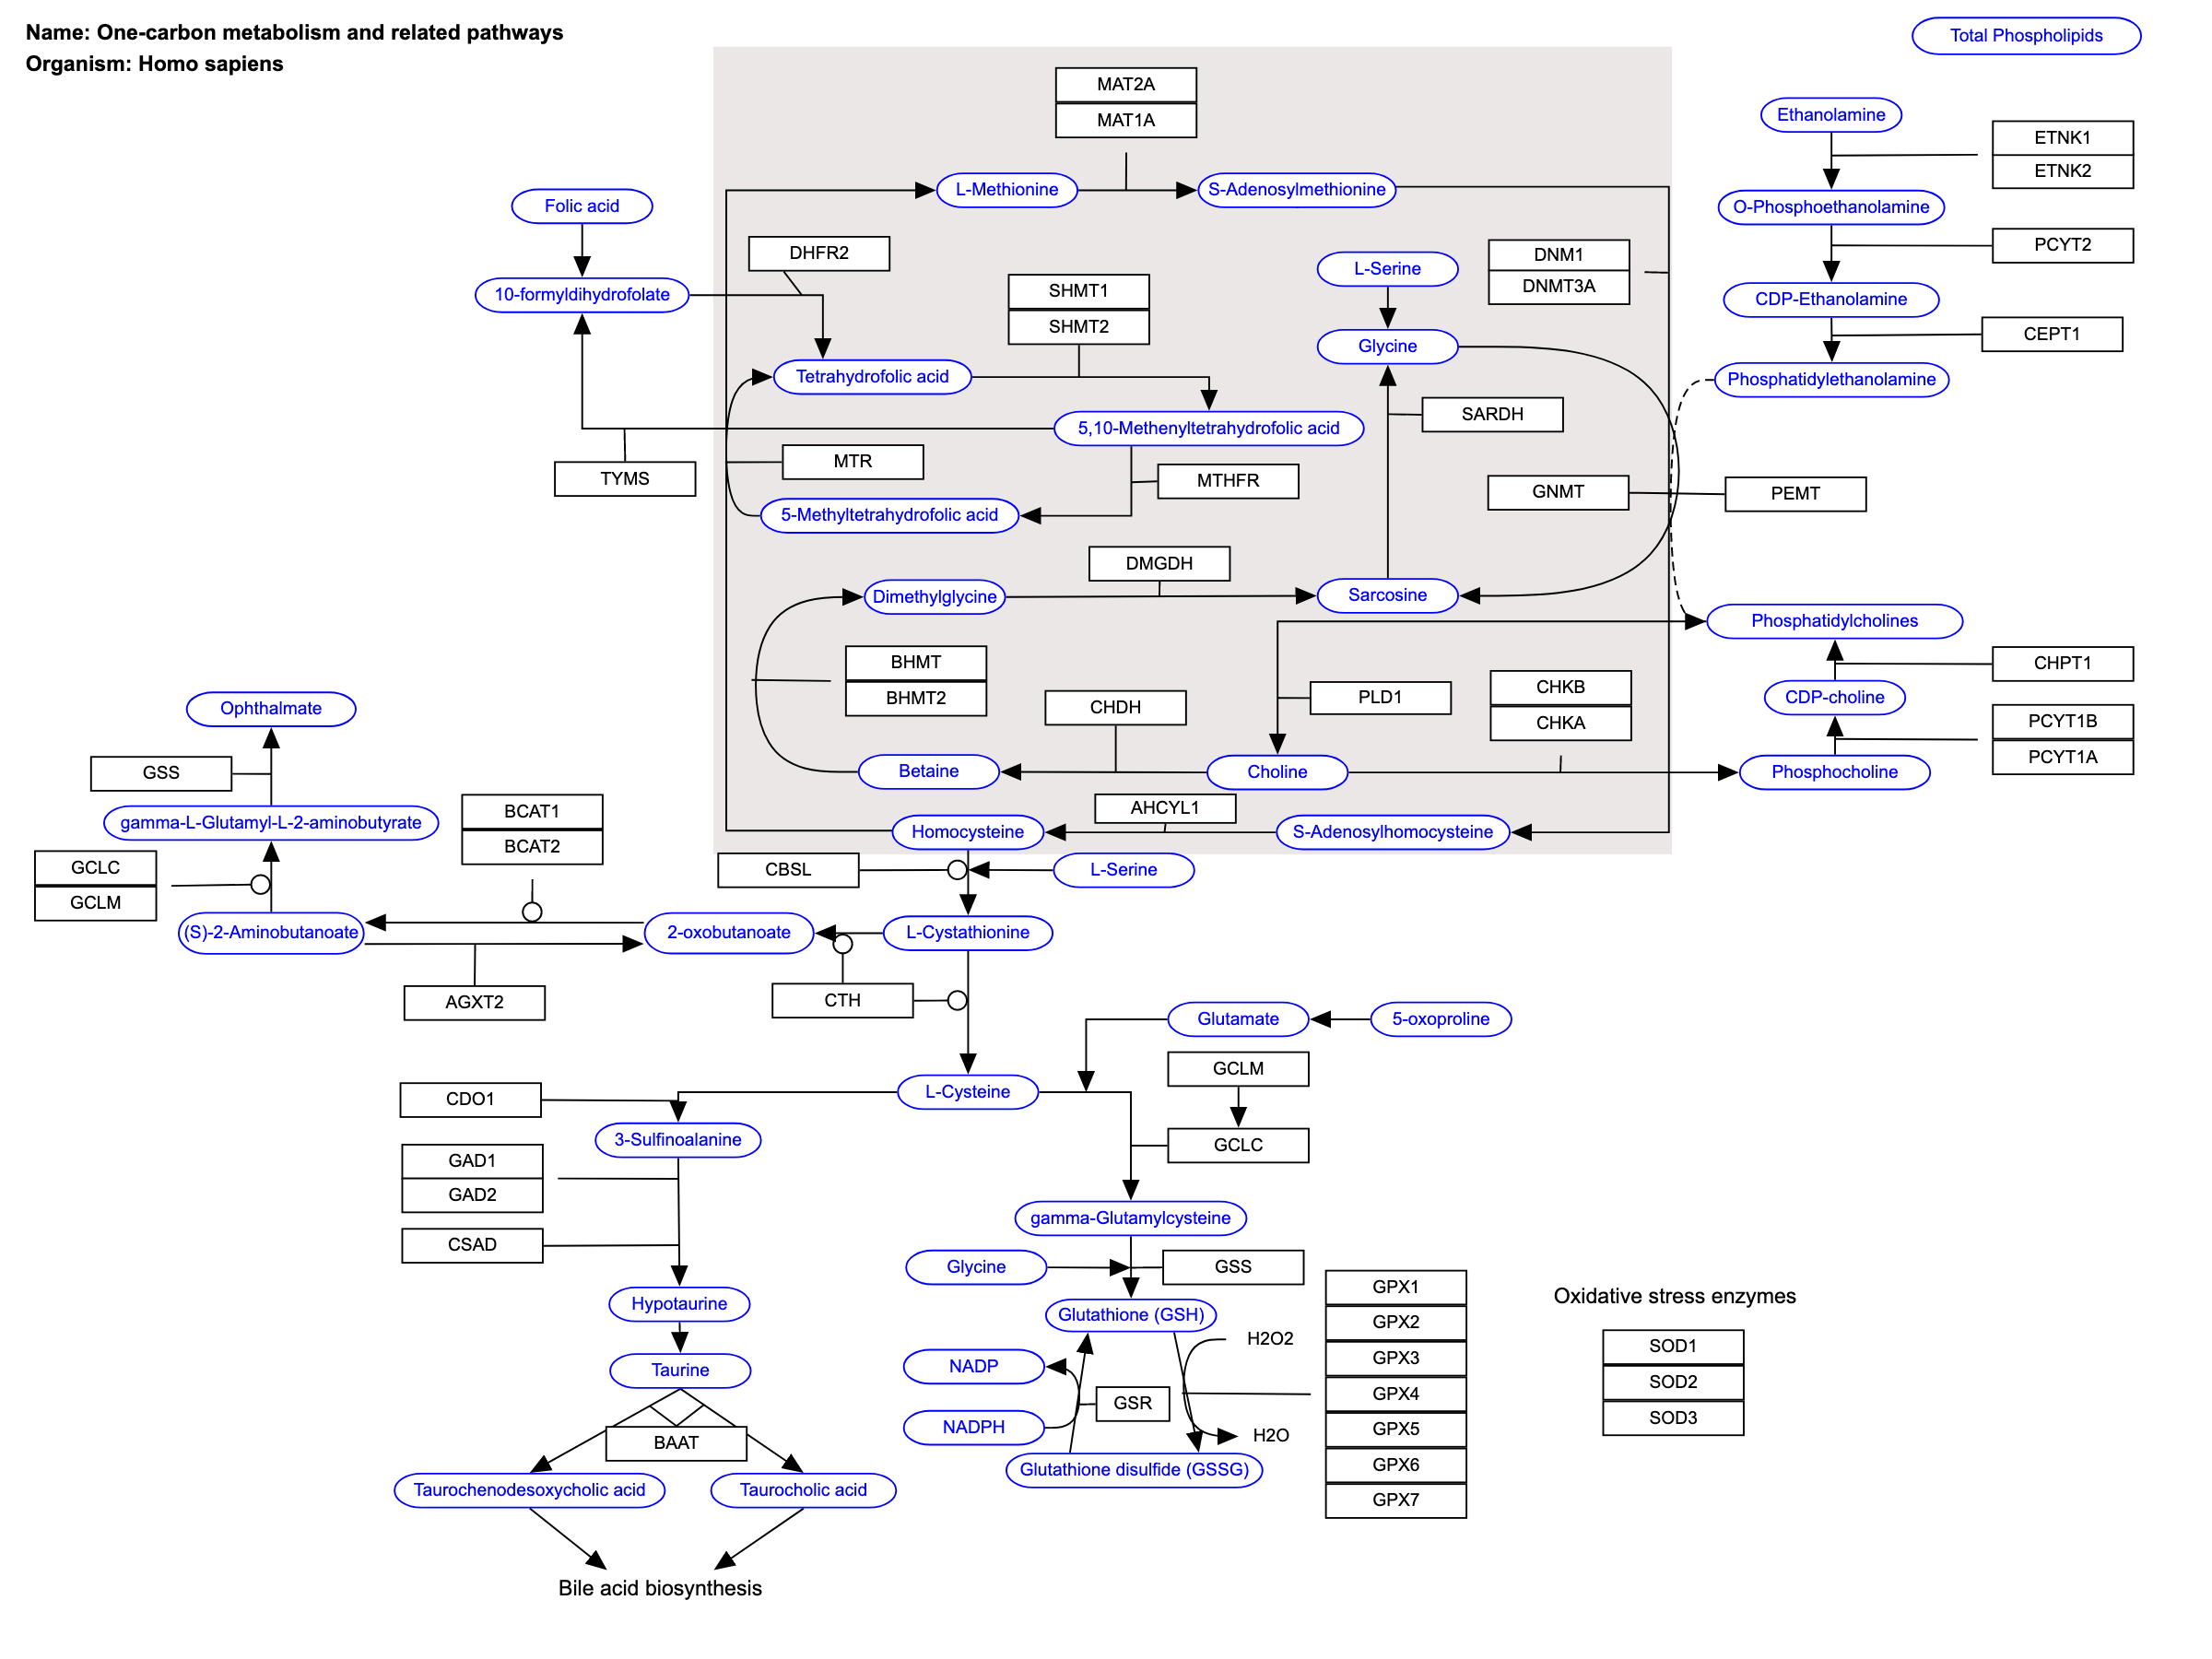 Name: One-carbon metabolism and related pathways
Organism: Homo sapiens
Total Phospholipids
MAT2A
MAT1A
Ethanolamine
ETNK1
ETNK2
L-Methionine
S-Adenosylmethionine
Folic acid
O-Phosphoethanolamine
DHFR2
PCYT2
L-Serine
DNM1
DNMT3A
10-formyldihydrofolate
SHMT1
SHMT2
CDP-Ethanolamine
CEPT1
Glycine
Tetrahydrofolic acid
Phosphatidylethanolamine
SARDH
5,10-Methenyltetrahydrofolic acid
MTR
TYMS
MTHFR
GNMT
PEMT
5-Methyltetrahydrofolic acid
DMGDH
Dimethylglycine
Sarcosine
Phosphatidylcholines
BHMT
BHMT2
CHPT1
CHKB
CHKA
PLD1
CDP-choline
CHDH
Ophthalmate
PCYT1B
PCYT1A
GSS
Betaine
Choline
Phosphocholine
AHCYL1
gamma-L-Glutamyl-L-2-aminobutyrate
BCAT1
BCAT2
Homocysteine
S-Adenosylhomocysteine
GCLC
GCLM
CBSL
L-Serine
(S)-2-Aminobutanoate
2-oxobutanoate
L-Cystathionine
AGXT2
CTH
Glutamate
5-oxoproline
GCLM
CDO1
L-Cysteine
3-Sulfinoalanine
GCLC
GAD1
GAD2
gamma-Glutamylcysteine
CSAD
Glycine
GSS
Hypotaurine
Glutathione (GSH)
GPX1
GPX2
GPX3
GPX4
GPX5
GPX6
GPX7
Oxidative stress enzymes
SOD1
SOD2
SOD3
H2O2
Taurine
NADP
GSR
NADPH
H2O
BAAT
Glutathione disulfide (GSSG)
Taurochenodesoxycholic acid
Taurocholic acid
Bile acid biosynthesis